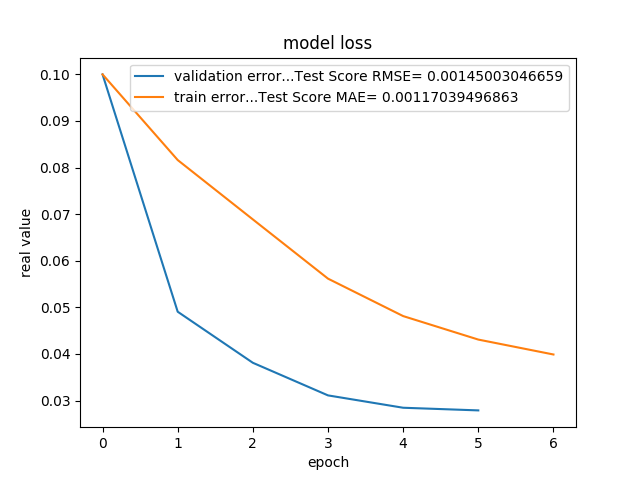 model loss
validation error...Test Score RMSE= 0.00145003046659
train error...Test Score MAE= 0.00117039496863
0.10
0.09
0.08
0.07
0.06
0.05
0.04
0.03
real value
0 1 2 3 4 5 6
epoch